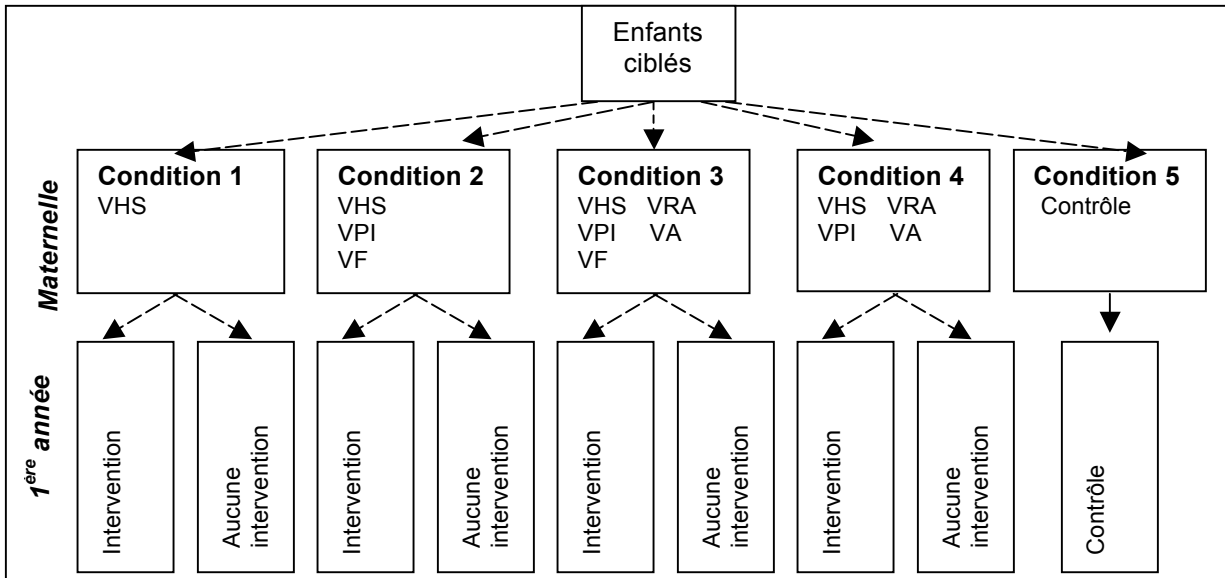 Enfants
ciblés
Maternelle
Condition 1
VHS
Condition 2
VHS
VPI
VF
Condition 3
VHS VRA
VPI VA
VF
Condition 4
VHS VRA
VPI VA
Condition 5
Contrôle
1ère année
Intervention
Aucune
intervention
Intervention
Aucune
intervention
Intervention
Aucune
intervention
Intervention
Aucune
intervention
Contrôle